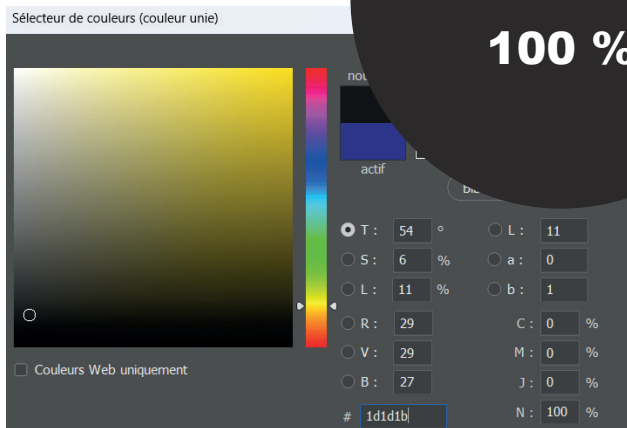 Sélecteur de couleurs (couleur unie)
100 %
actif
T : 54 ° L : 11
S : 6 % a : 0
L : 11 % b : 1
R : 29 C : 0 %
V : 29 M : 0 %
Couleurs Web uniquement
B : 27 J : 0 %
# 1d1d1b N : 100 %